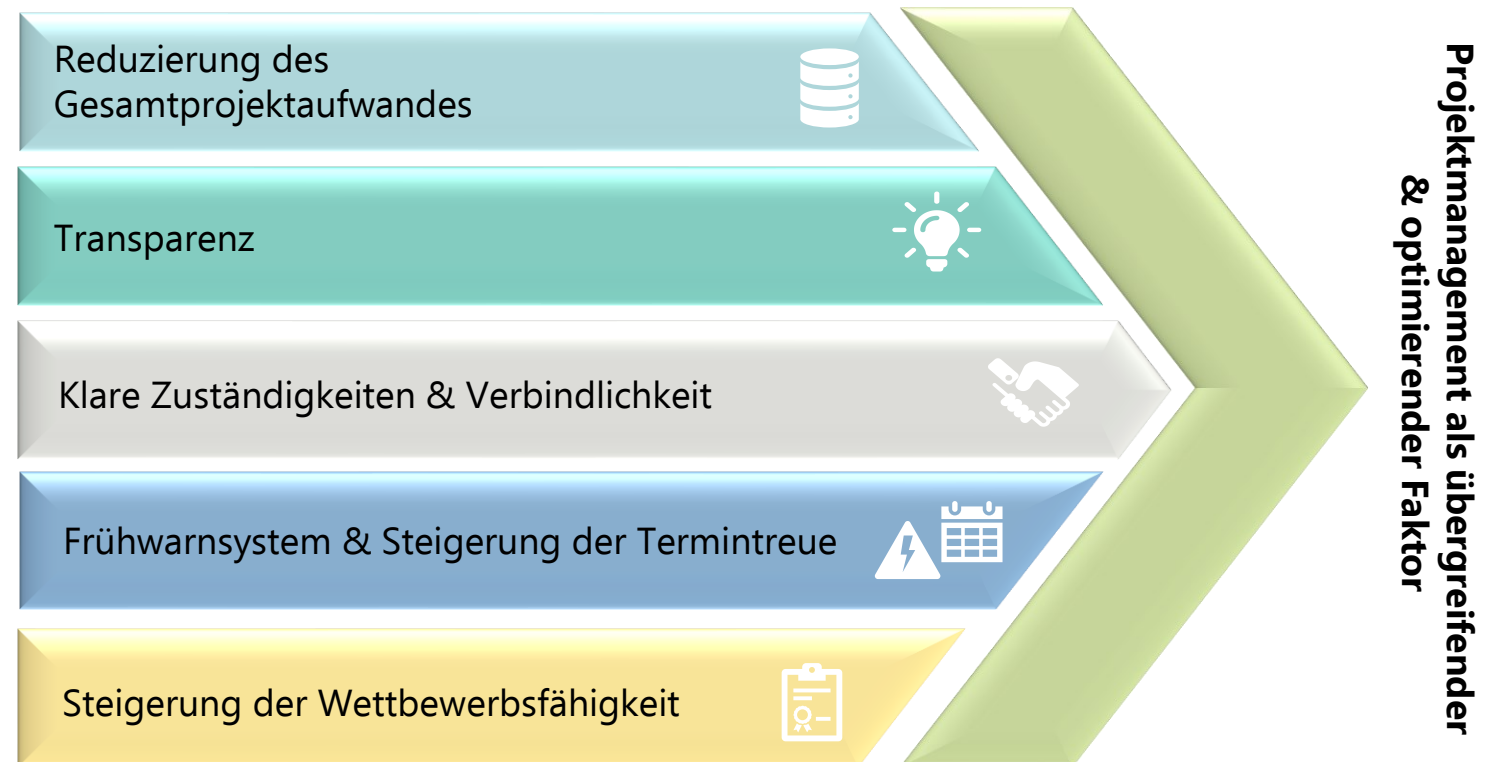 Reduzierung des
Gesamtprojektaufwandes
Transparenz
Klare Zuständigkeiten & Verbindlichkeit
Frühwarnsystem & Steigerung der Termintreue
Steigerung der Wettbewerbsfähigkeit
Projektmanagement als übergreifender
& optimierender Faktor